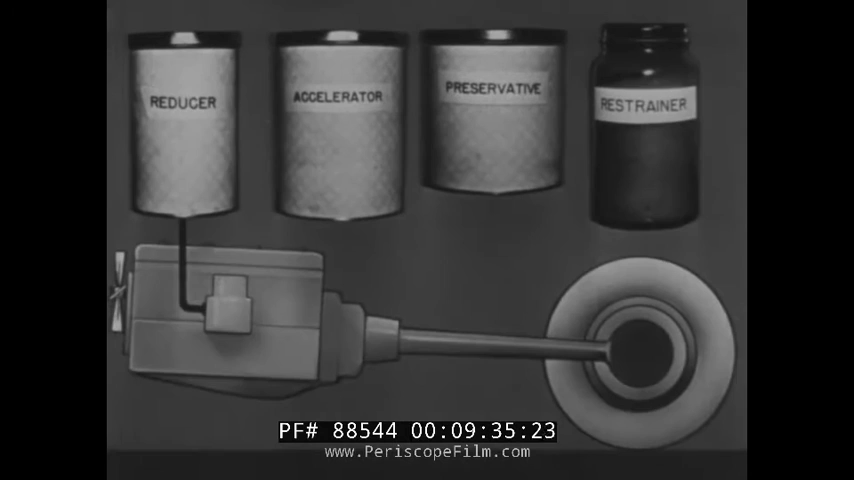 REDUCER
ACCELERATOR
PRESERVATIVE
RESTRAINER
PF# 88544 00:09:35:23
www.PeriscopeFilm.com